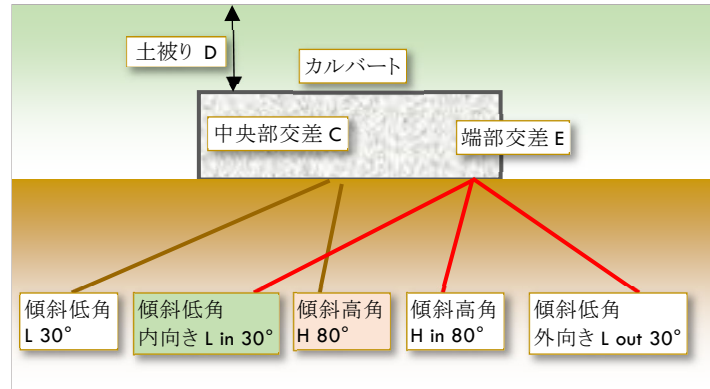 土被り D
カルバート
中央部交差 C
端部交差 E
傾斜低角
L 30°
傾斜低角
内向き L in 30°
傾斜高角
H 80°
傾斜高角
H in 80°
傾斜低角
外向き L out 30°